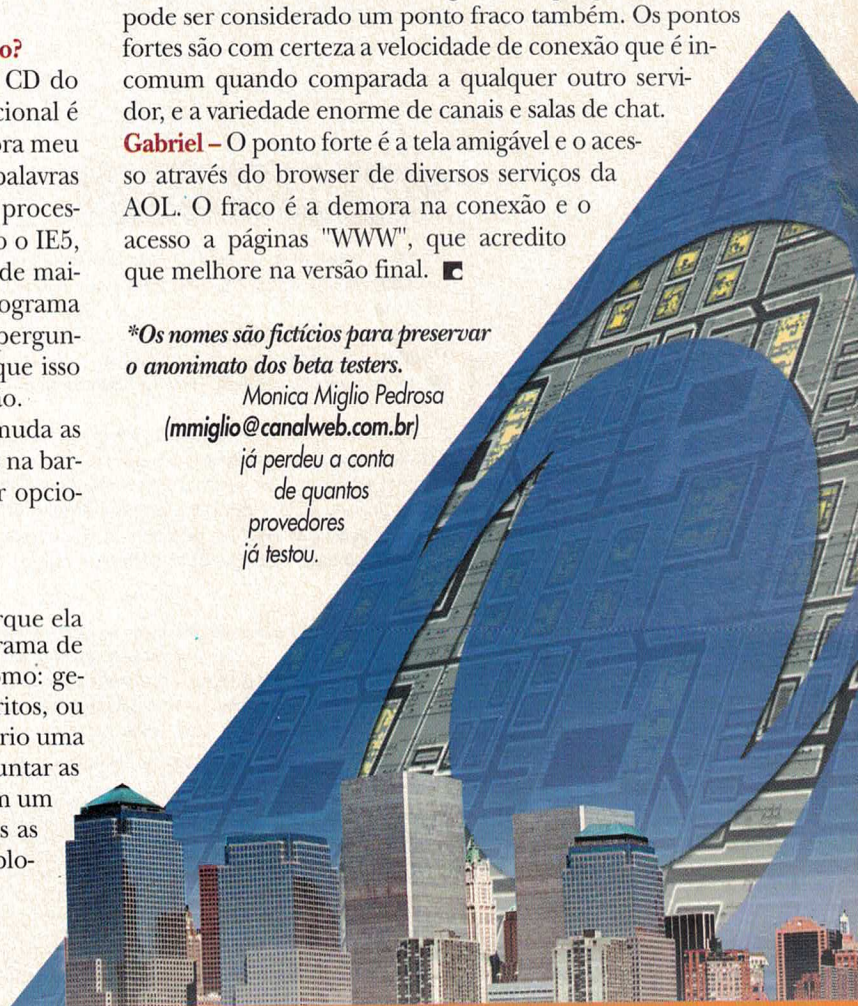 o?
CD do
cional é
ora meu
palavras
proces-
o o IE5,
de mai-
ograma
pergun-
que isso
o.
muda as
na bar-
r opcio-
rque ela
rama de
omo: ge-
ritos, ou
rio uma
untar as
m um
s as
plo-
pode ser considerado um ponto fraco também. Os pontos
fortes são com certeza a velocidade de conexão que é in-
comum quando comparada a qualquer outro servi-
dor, e a variedade enorme de canais e salas de chat.
Gabriel – O ponto forte é a tela amigável e o aces-
so através do browser de diversos serviços da
AOL. O fraco é a demora na conexão e o
acesso a páginas "WWW", que acredito
que melhore na versão final.
*Os nomes são fictícios para preservar
o anonimato dos beta testers.
Monica Miglio Pedrosa
(mmiglio@canalweb.com.br)
já perdeu a conta
de quantos
provedores
já testou.